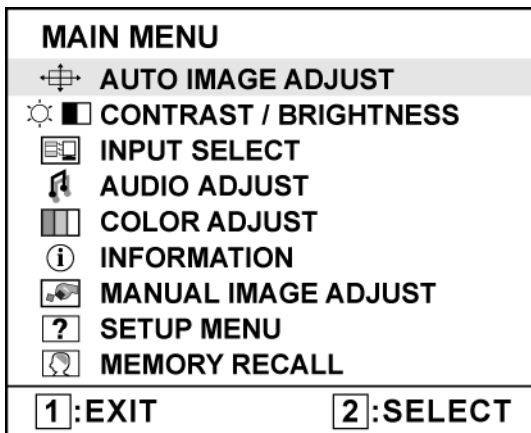 MAIN MENU
AUTO IMAGE ADJUST
CONTRAST / BRIGHTNESS
INPUT SELECT
AUDIO ADJUST
COLOR ADJUST
i INFORMATION
MANUAL IMAGE ADJUST
? SETUP MENU
MEMORY RECALL
1 :EXIT 2 :SELECT